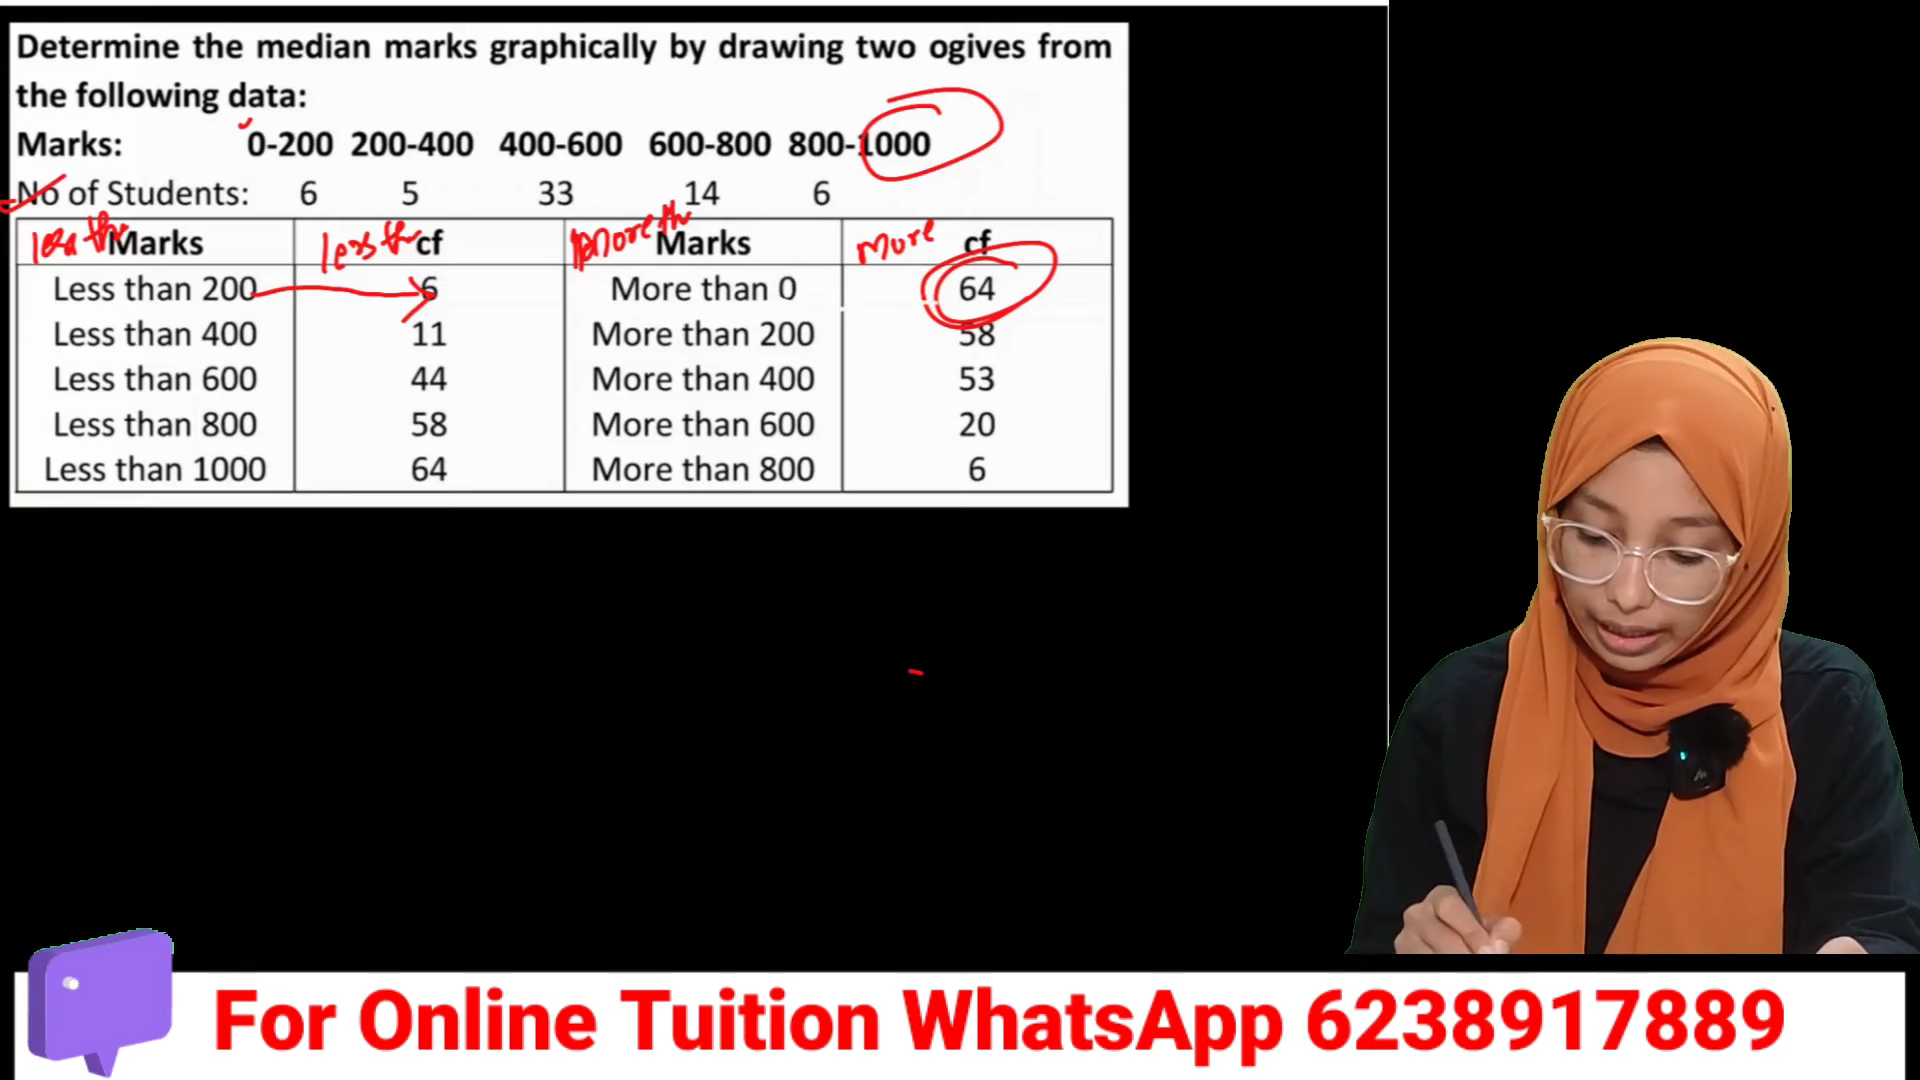 Determine the median marks graphically by drawing two ogives from
the following data:
Marks: 0-200 200-400 400-600 600-800 800-1000
No of Students: 6 5 33 14 6
less th Marks less th cf More th Marks More cf
Less than 200 6 More than 0 64
Less than 400 11 More than 200 58
Less than 600 44 More than 400 53
Less than 800 58 More than 600 20
Less than 1000 64 More than 800 6
For Online Tuition WhatsApp 6238917889